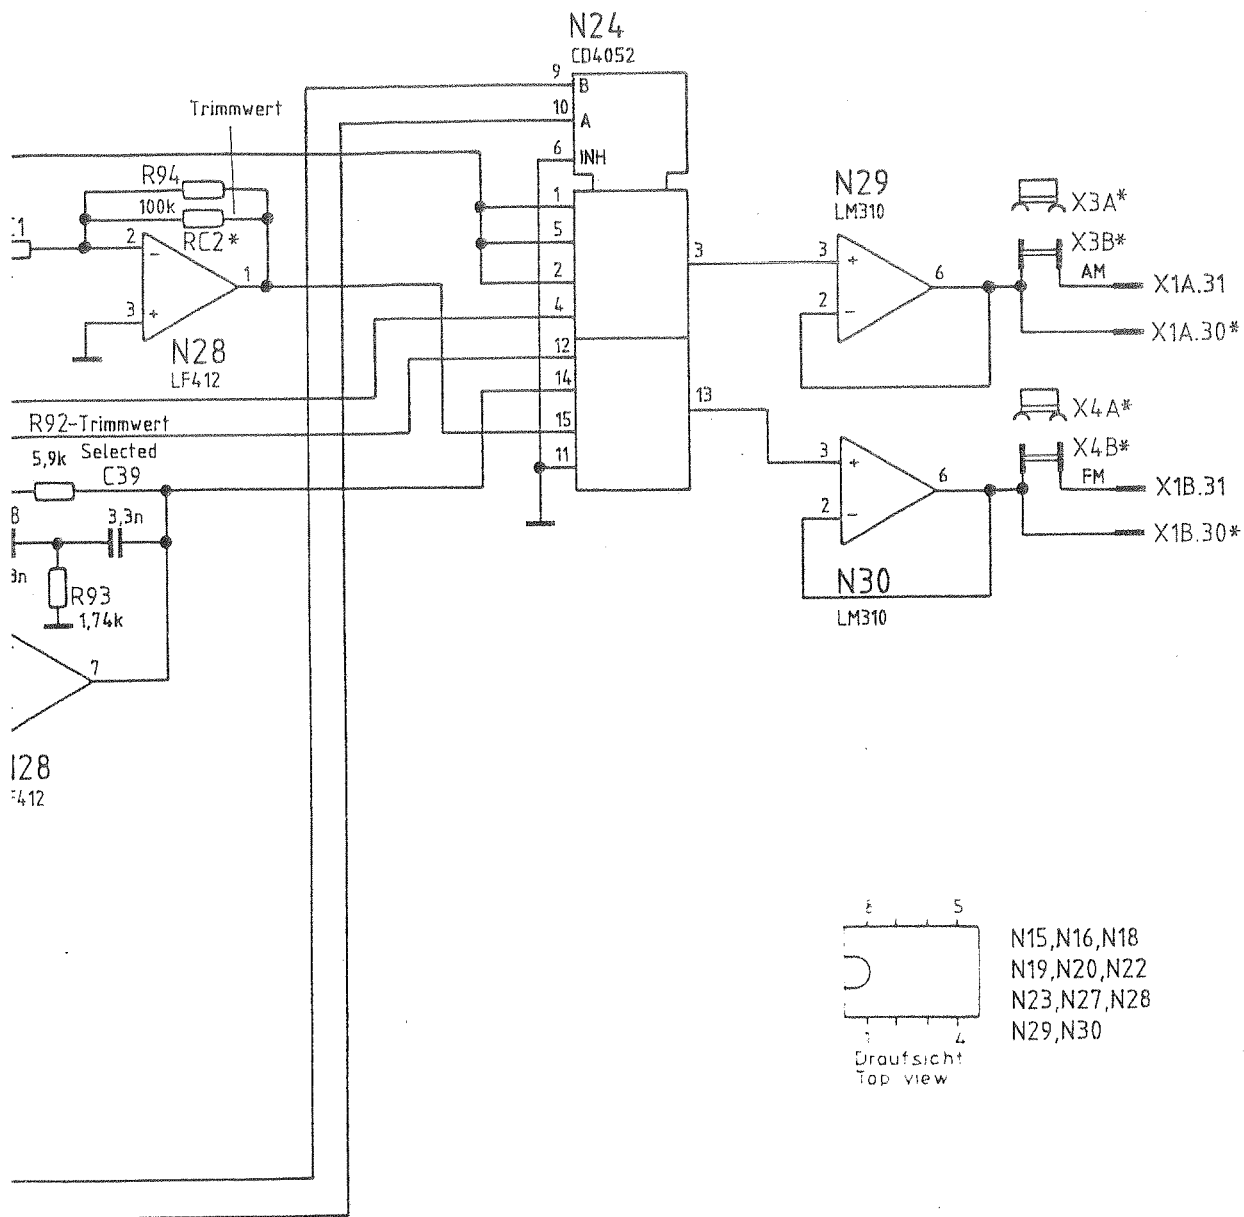 N24
CD4052
9
B
Trimmwert
10
A
6
INH
R94
100k
RC2*
1
5
2
4
12
14
15
11
3
13
2
-
3
+
1
N28
LF412
N29
LM310
3
+
2
-
6
X3A*
X3B*
AM
X1A.31
X1A.30*
R92-Trimmwert
Selected
5,9k
C39
3,3n
R93
1,74k
7
F412
3
+
2
-
6
N30
LM310
X4A*
X4B*
FM
X1B.31
X1B.30*
5
4
Draufsicht
Top view
N15,N16,N18
N19,N20,N22
N23,N27,N28
N29,N30